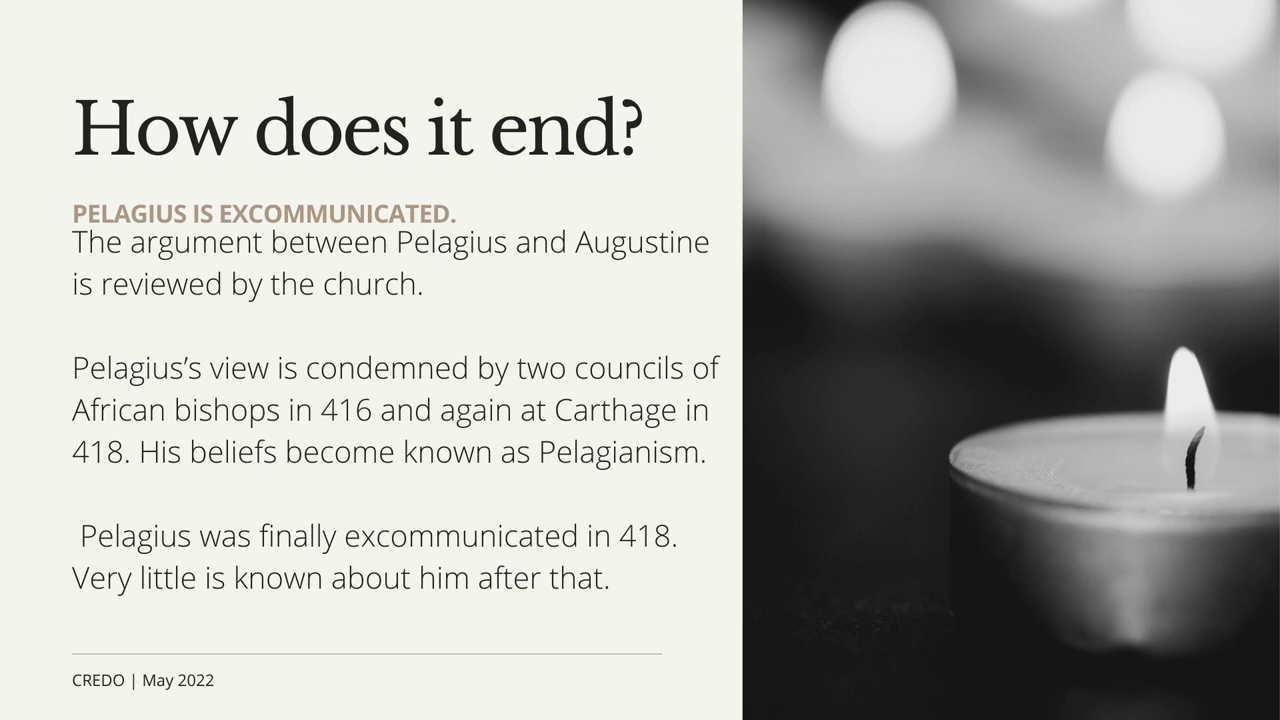 How does it end?
PELAGIUS IS EXCOMMUNICATED.
The argument between Pelagius and Augustine
is reviewed by the church.
Pelagius’s view is condemned by two councils of
African bishops in 416 and again at Carthage in
418. His beliefs become known as Pelagianism.
Pelagius was finally excommunicated in 418.
Very little is known about him after that.
CREDO | May 2022